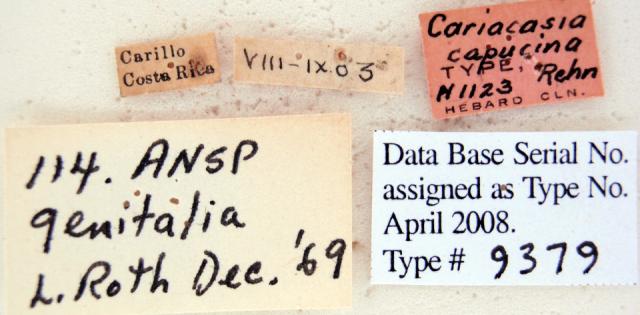 Carillo
Costa Rica
VIII-IX.03
Cariacasia
capucina
TYPE, Rehn
N1123
HEBARD CLN.
114. ANSP
genitalia
L. Roth Dec. '69
Data Base Serial No.
assigned as Type No.
April 2008.
Type # 9379